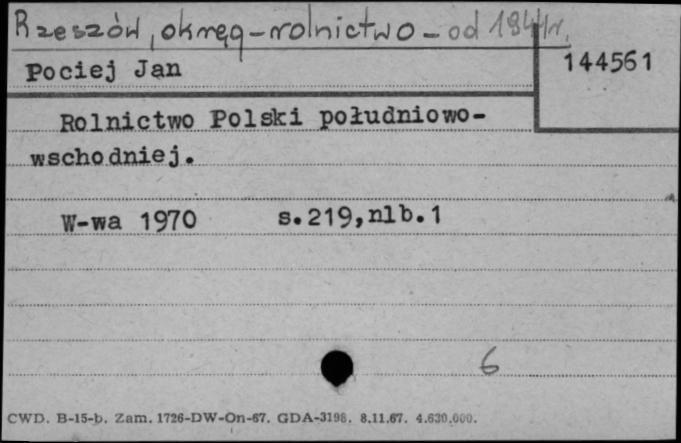 Rzeszów, okręg-rolnictwo - od 1944r.
Pociej Jan
144561
Rolnictwo Polski południowo-
wschodniej.
W-wa 1970 s.219,nlb.1
6
CWD. B-15-b. Zam. 1726-DW-On-67. GDA-3198. 8.11.67. 4.630.000.